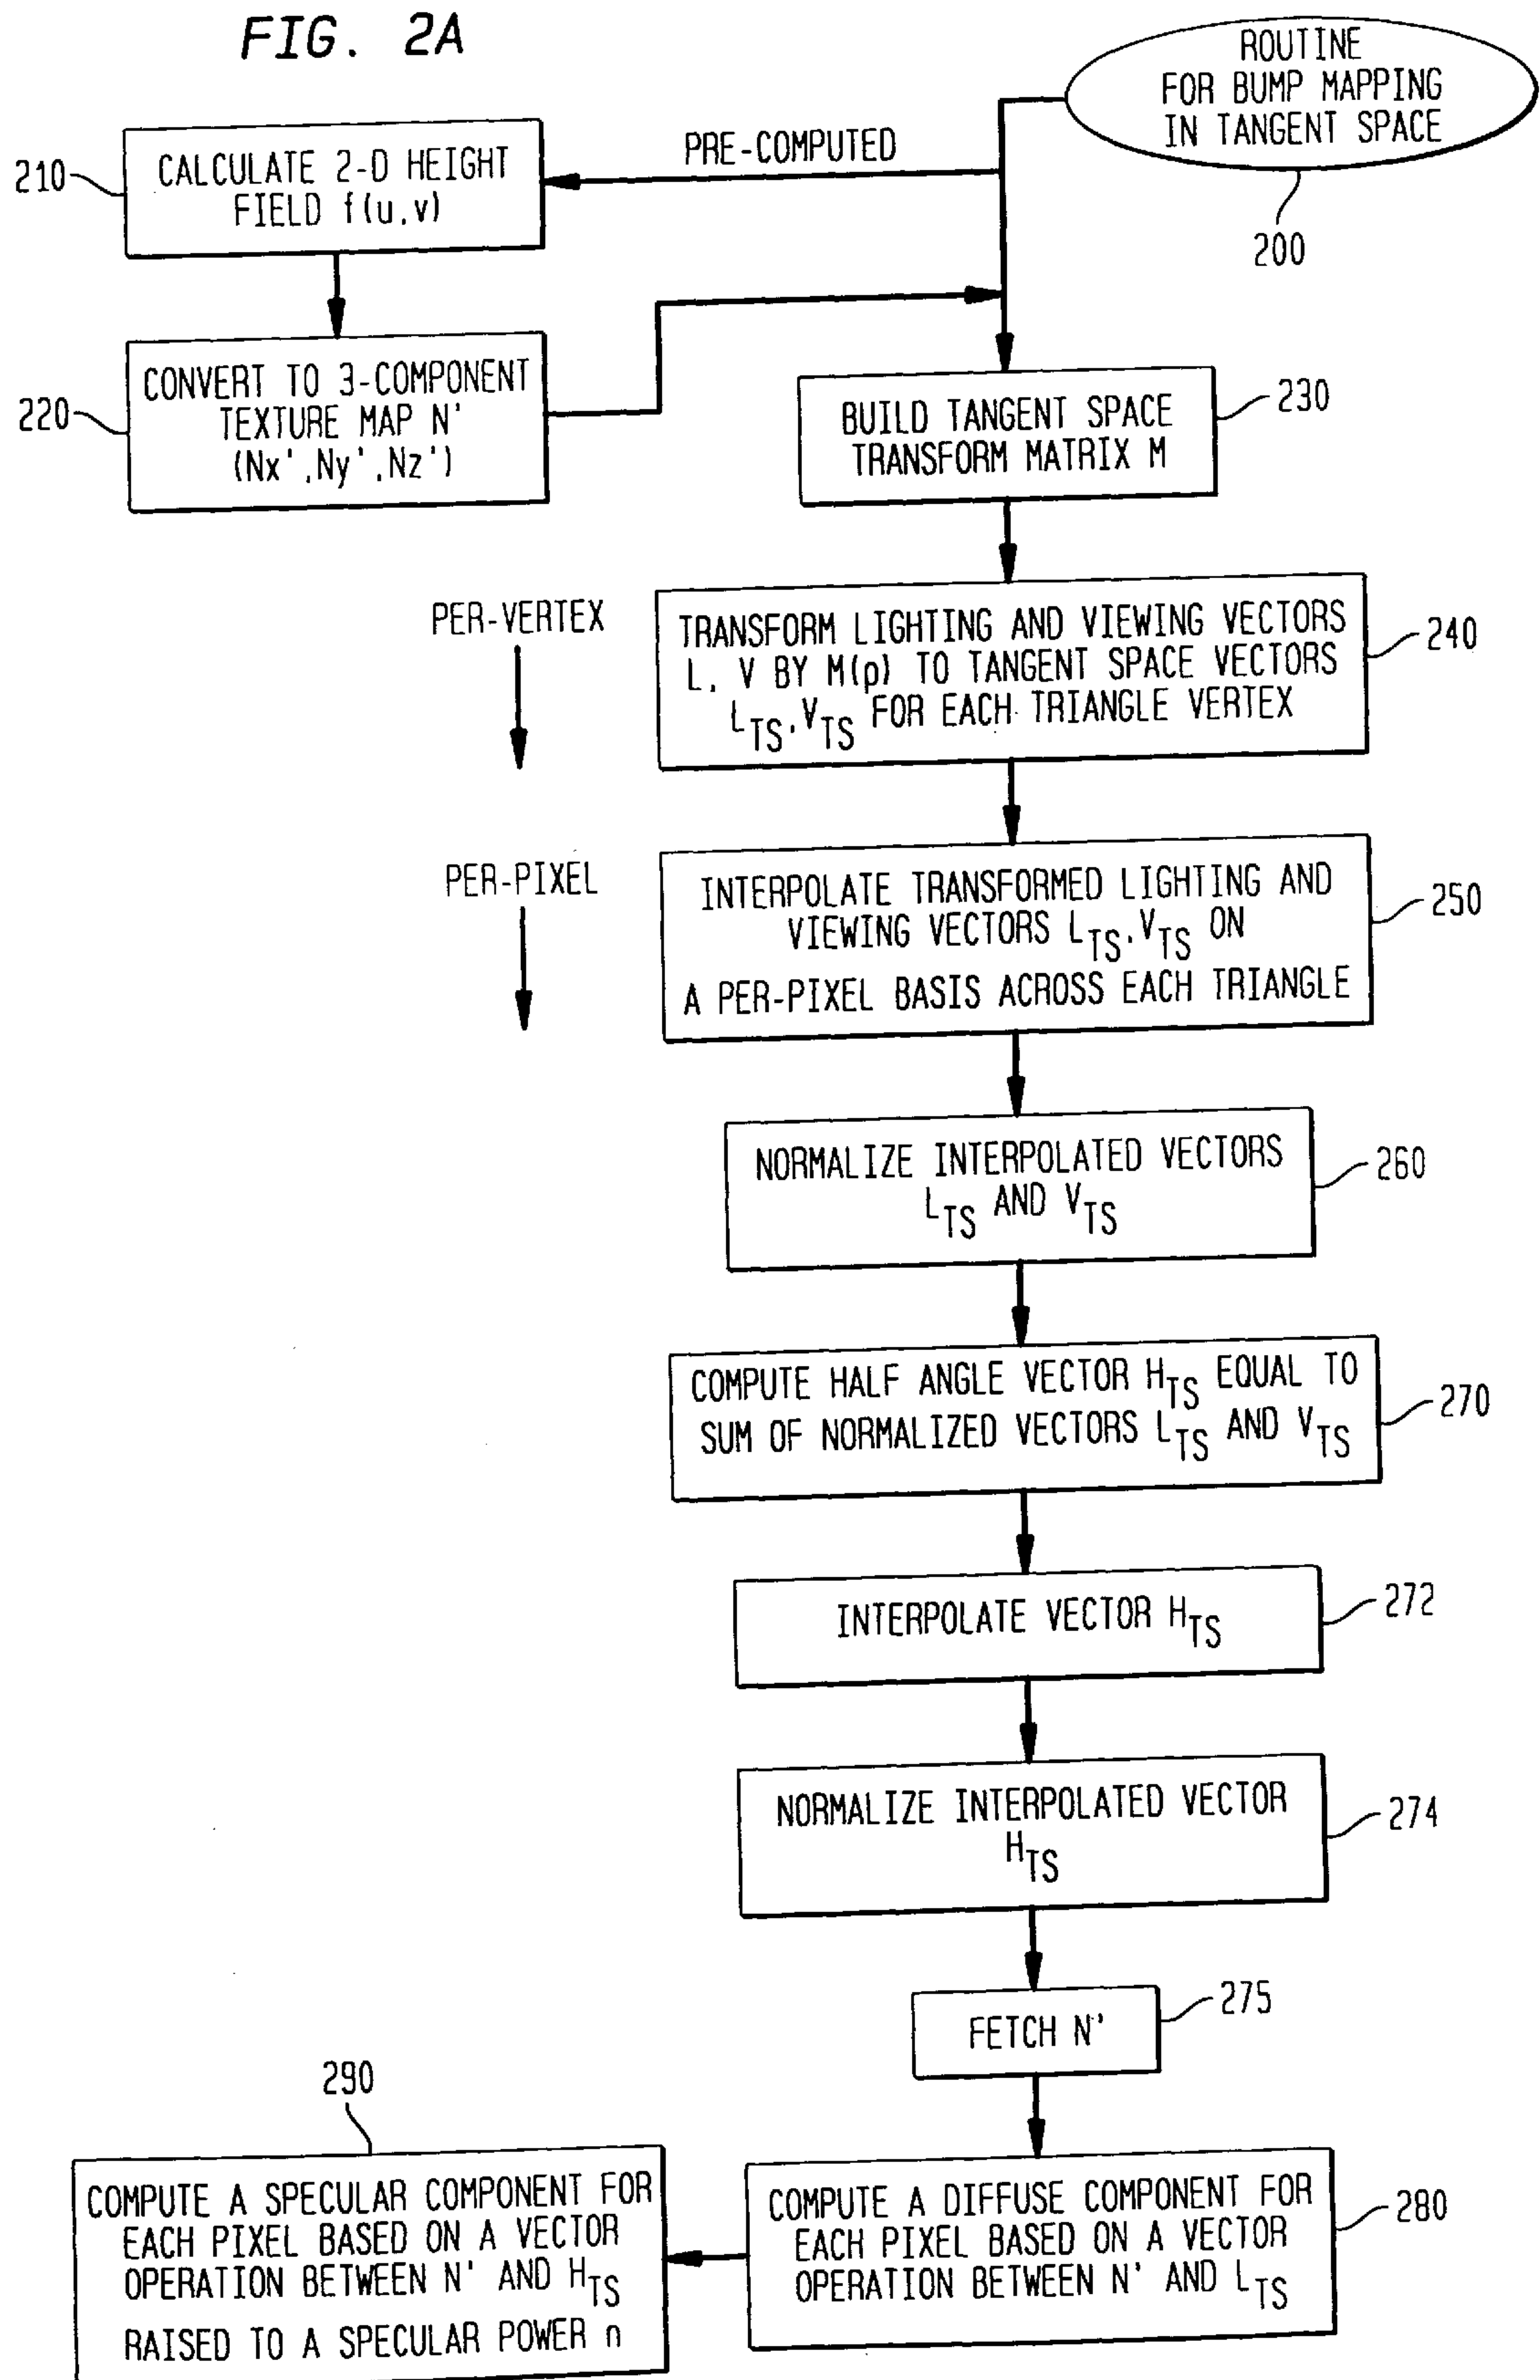 FIG. 2A
ROUTINE
FOR BUMP MAPPING
IN TANGENT SPACE
200
PRE-COMPUTED
210
CALCULATE 2-D HEIGHT
FIELD f(u,v)
220
CONVERT TO 3-COMPONENT
TEXTURE MAP N'
(Nx',Ny',Nz')
BUILD TANGENT SPACE
TRANSFORM MATRIX M
230
PER-VERTEX
TRANSFORM LIGHTING AND VIEWING VECTORS
L, V BY M(p) TO TANGENT SPACE VECTORS
LTS,VTS FOR EACH TRIANGLE VERTEX
240
PER-PIXEL
INTERPOLATE TRANSFORMED LIGHTING AND
VIEWING VECTORS LTS,VTS ON
A PER-PIXEL BASIS ACROSS EACH TRIANGLE
250
NORMALIZE INTERPOLATED VECTORS
LTS AND VTS
260
COMPUTE HALF ANGLE VECTOR HTS EQUAL TO
SUM OF NORMALIZED VECTORS LTS AND VTS
270
INTERPOLATE VECTOR HTS
272
NORMALIZE INTERPOLATED VECTOR
HTS
274
FETCH N'
275
COMPUTE A DIFFUSE COMPONENT FOR
EACH PIXEL BASED ON A VECTOR
OPERATION BETWEEN N' AND LTS
280
290
COMPUTE A SPECULAR COMPONENT FOR
EACH PIXEL BASED ON A VECTOR
OPERATION BETWEEN N' AND HTS
RAISED TO A SPECULAR POWER n